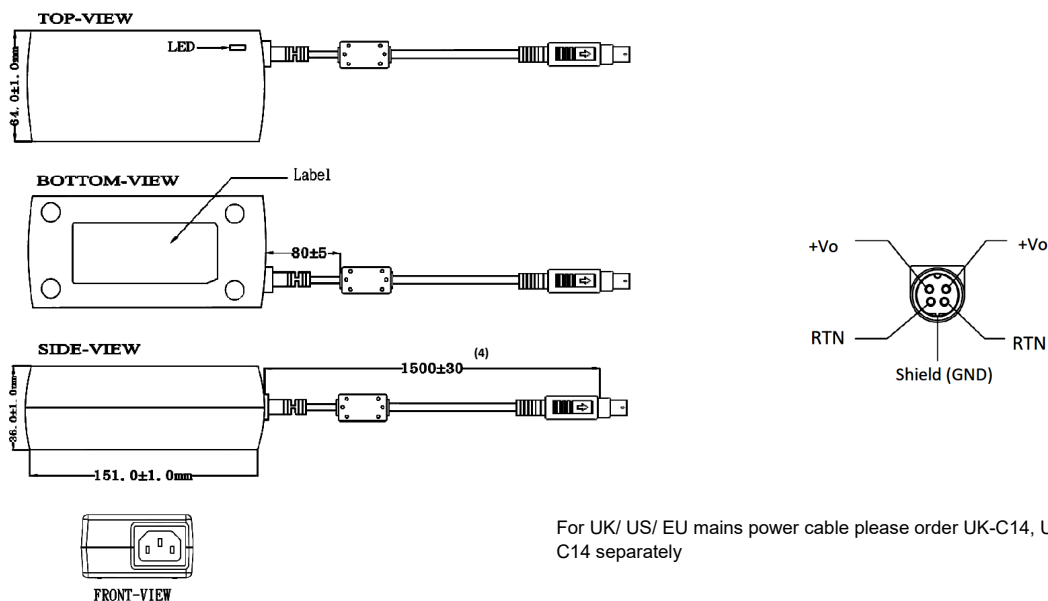 TOP-VIEW
LED
64.0±1.0mm
BOTTOM-VIEW
Label
80±5
SIDE-VIEW
(4)
1500±30
36.0±1.0mm
151.0±1.0mm
FRONT-VIEW
+Vo
+Vo
RTN
RTN
Shield (GND)
For UK/ US/ EU mains power cable please order UK-C14, U
C14 separately